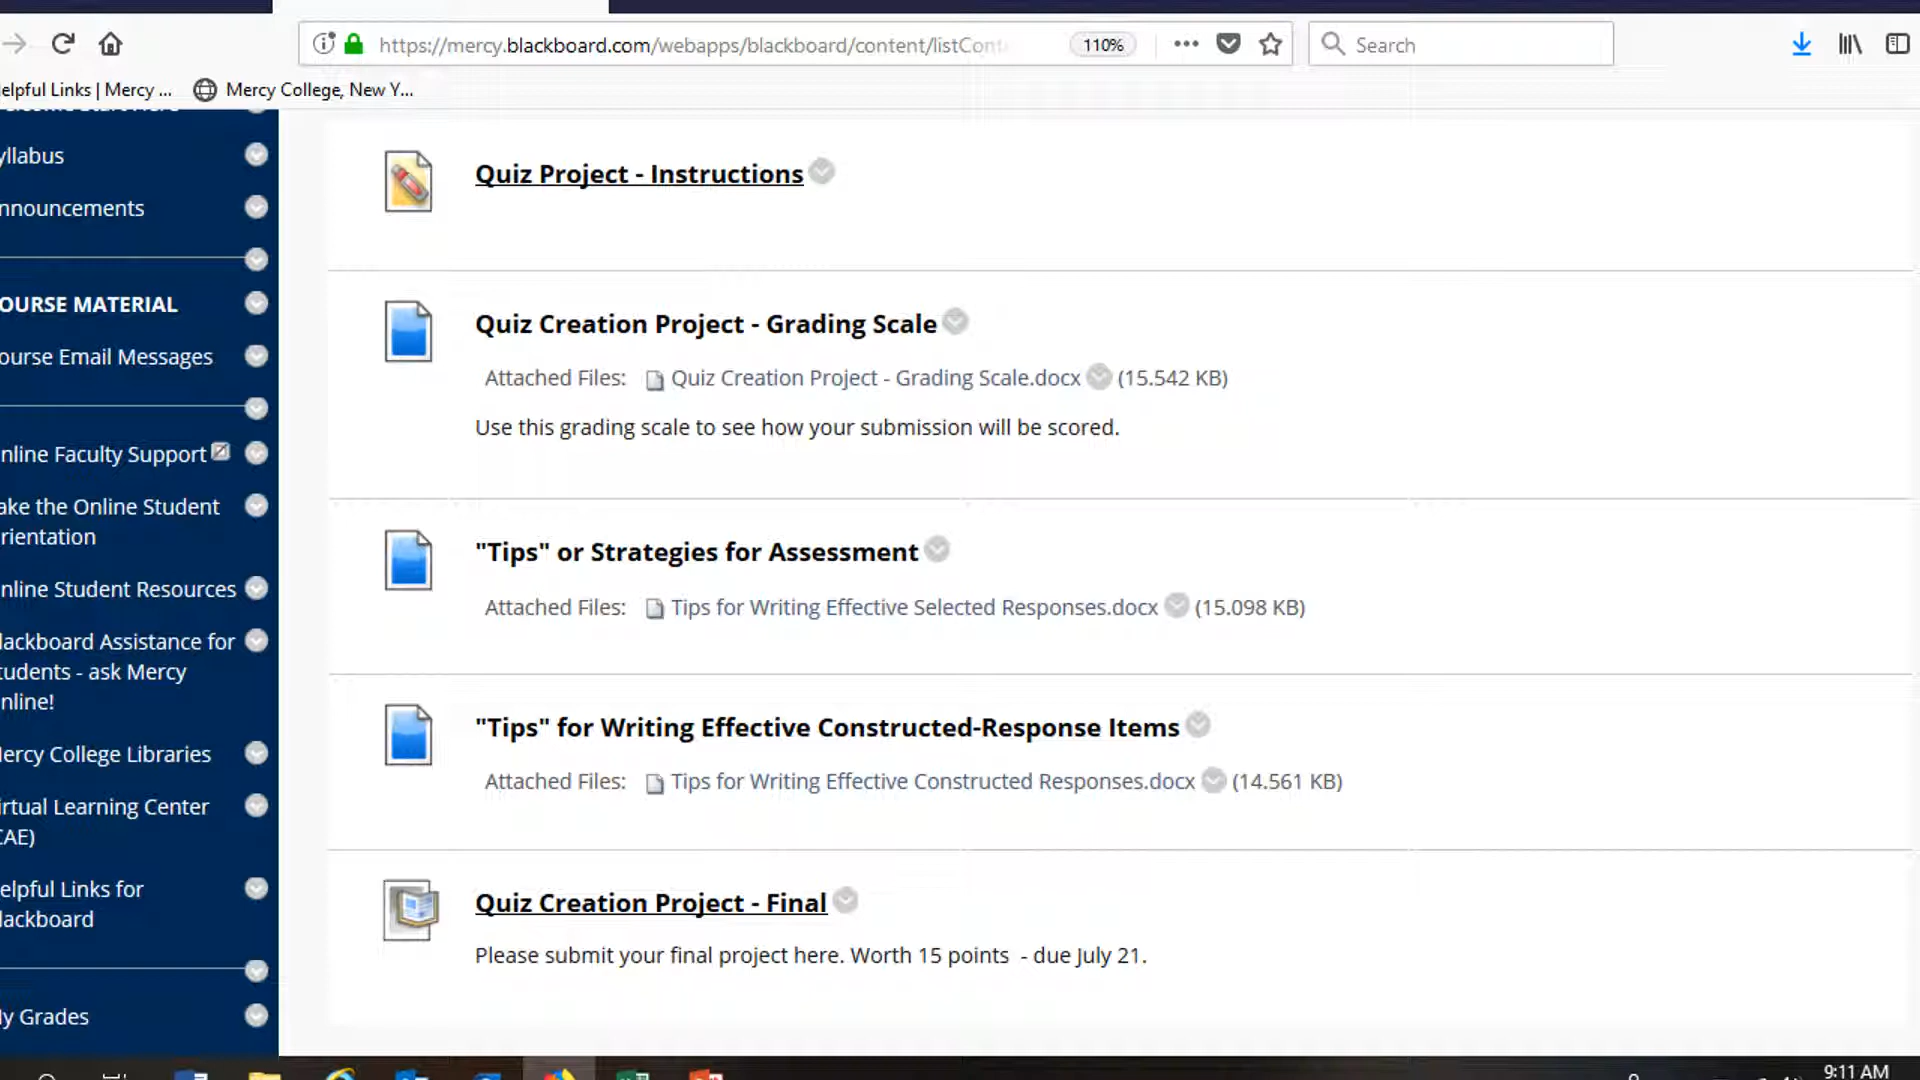 https://mercy.blackboard.com/webapps/blackboard/content/listCont
110%
Search
elpful Links | Mercy ...
Mercy College, New Y...
yllabus
nnouncements
OURSE MATERIAL
ourse Email Messages
nline Faculty Support
ake the Online Student
rientation
nline Student Resources
lackboard Assistance for
tudents - ask Mercy
nline!
ercy College Libraries
irtual Learning Center
CAE)
elpful Links for
lackboard
y Grades
Quiz Project - Instructions
Quiz Creation Project - Grading Scale
Attached Files: Quiz Creation Project - Grading Scale.docx (15.542 KB)
Use this grading scale to see how your submission will be scored.
"Tips" or Strategies for Assessment
Attached Files: Tips for Writing Effective Selected Responses.docx (15.098 KB)
"Tips" for Writing Effective Constructed-Response Items
Attached Files: Tips for Writing Effective Constructed Responses.docx (14.561 KB)
Quiz Creation Project - Final
Please submit your final project here. Worth 15 points - due July 21.
9:11 AM